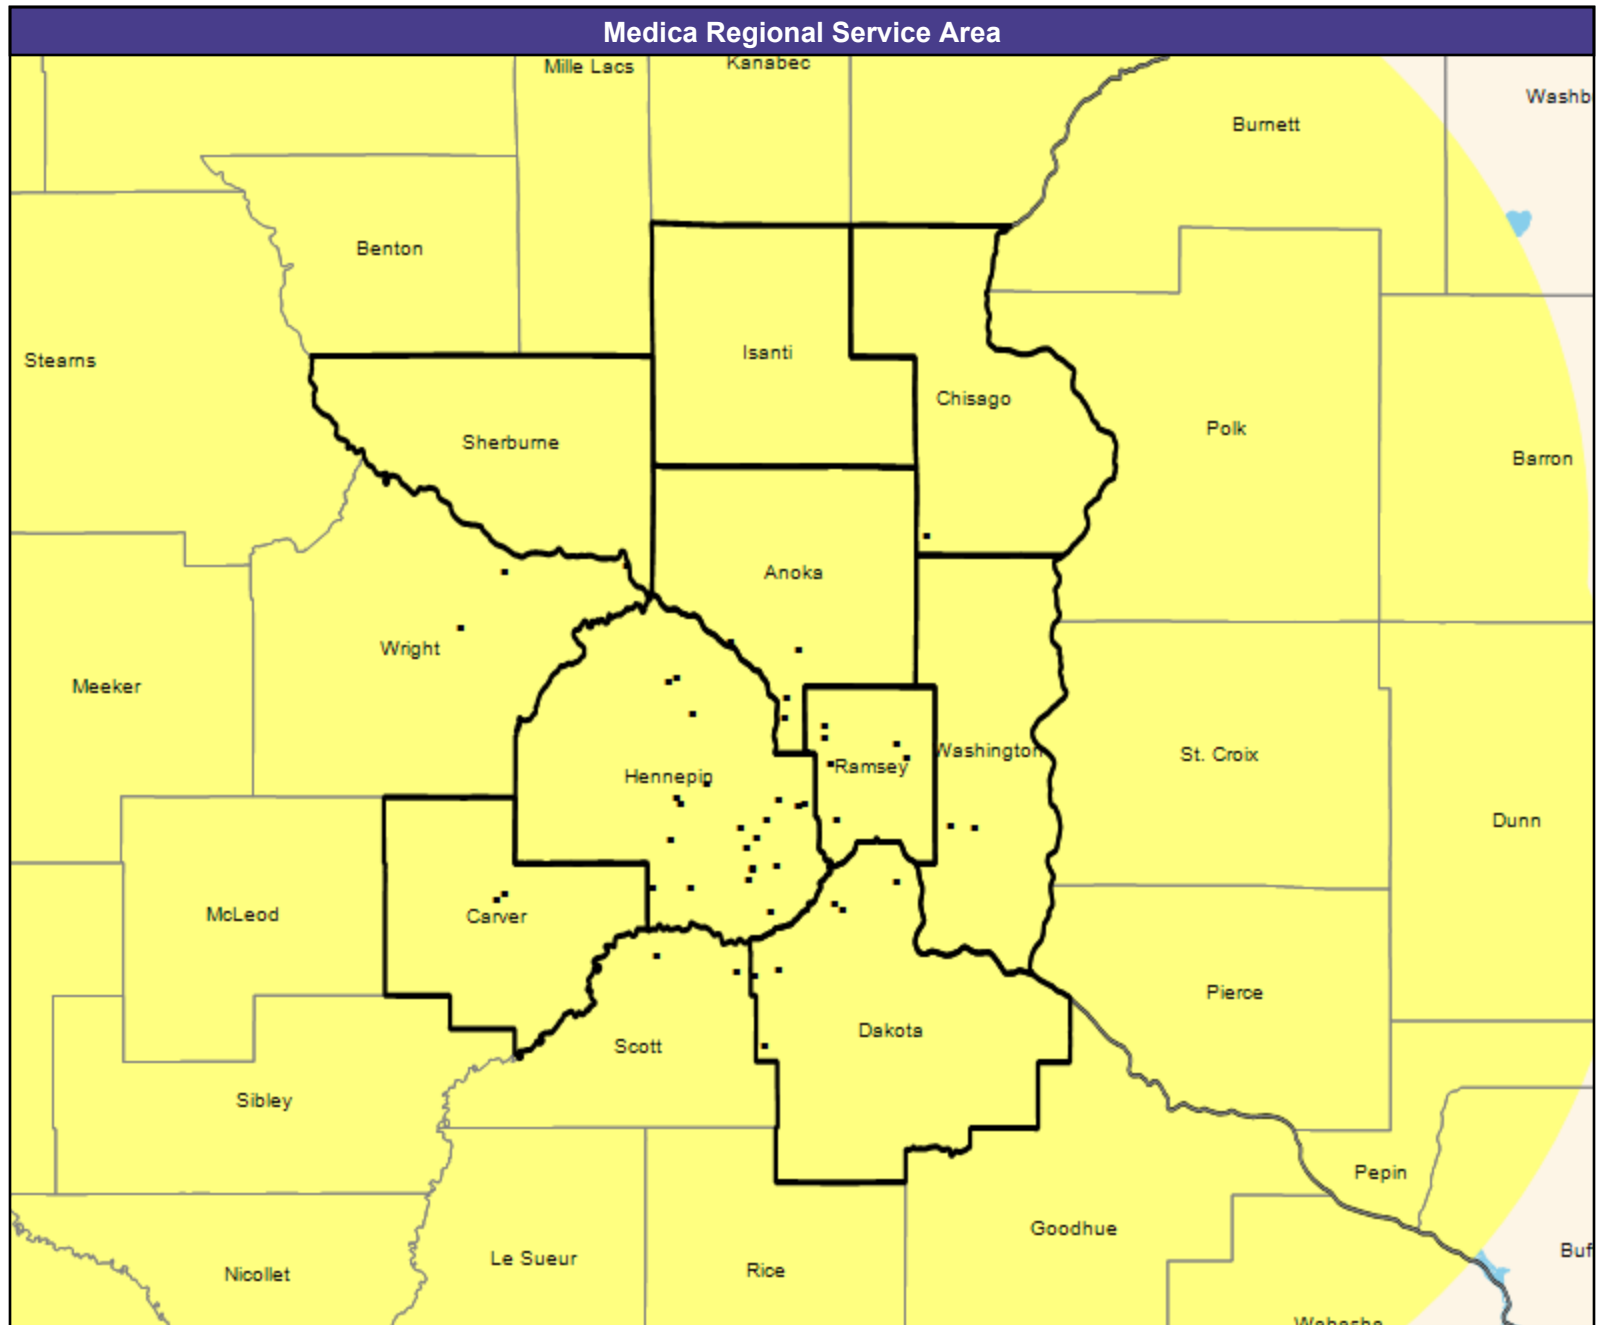 Medica Regional Service Area
Mille Lacs
Kanabec
Washb
Burnett
Benton
Stearns
Isanti
Chisago
Sherburne
Polk
Barron
Anoka
Wright
Meeker
Hennepin
Ramsey
Washington
St. Croix
Dunn
McLeod
Carver
Pierce
Scott
Dakota
Sibley
Pepin
Goodhue
Le Sueur
Rice
Nicollet
Buf